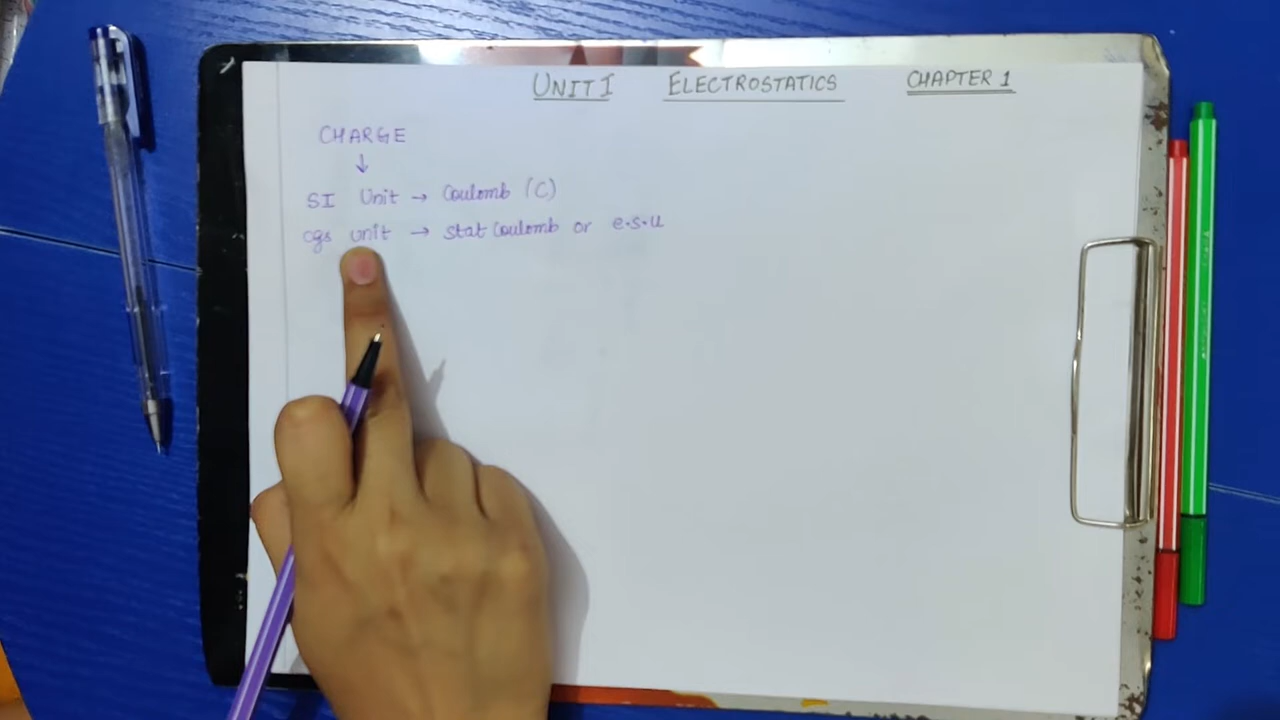 UNIT I ELECTROSTATICS CHAPTER 1
CHARGE
↓
SI Unit → Coulomb (C)
cgs unit → stat Coulomb or e.s.u